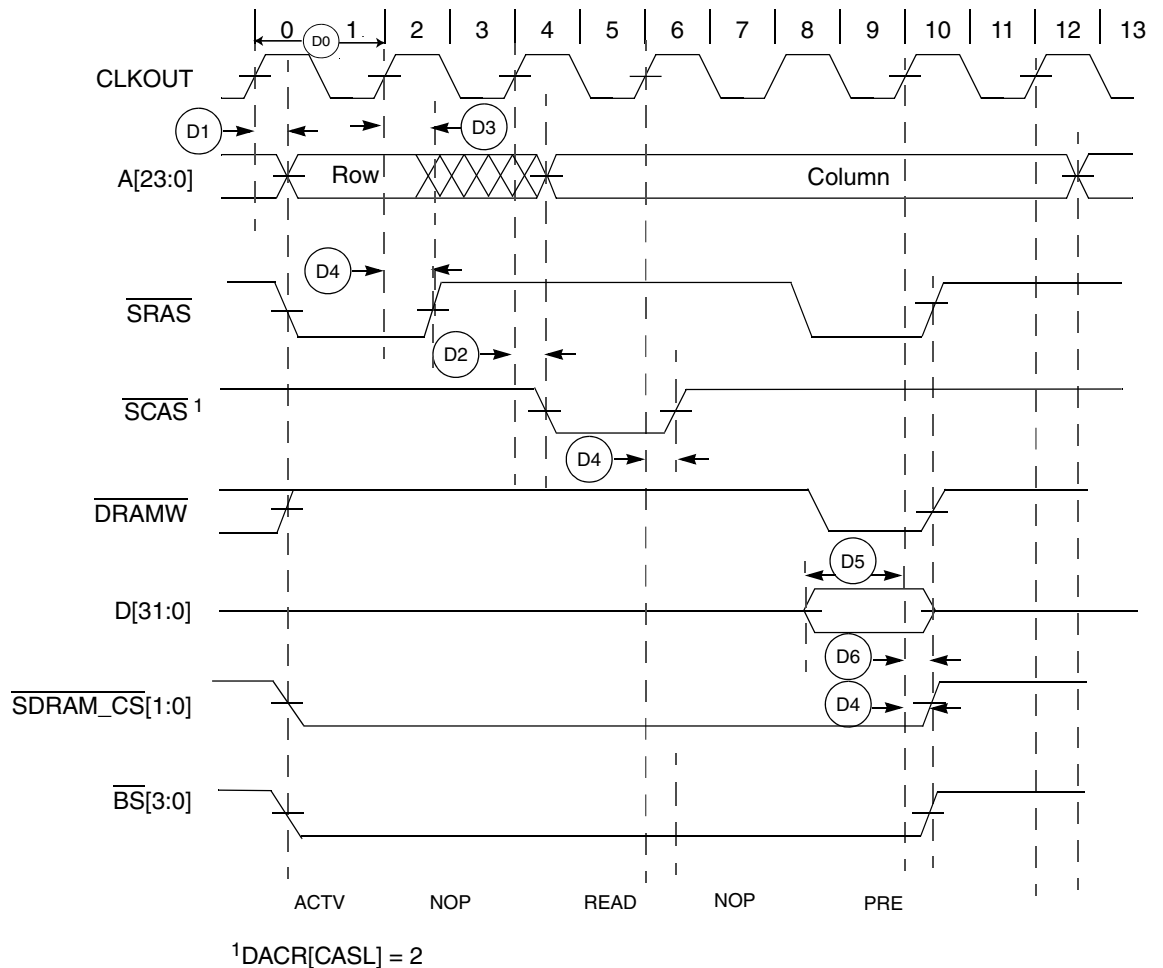 0 1 2 3 4 5 6 7 8 9 10 11 12 13
D0
CLKOUT
D1
D3
A[23:0]
Row
Column
D4
SRAS
D2
SCAS 1
D4
DRAMW
D5
D[31:0]
D6
SDRAM_CS[1:0]
D4
BS[3:0]
ACTV NOP READ NOP PRE
1DACR[CASL] = 2